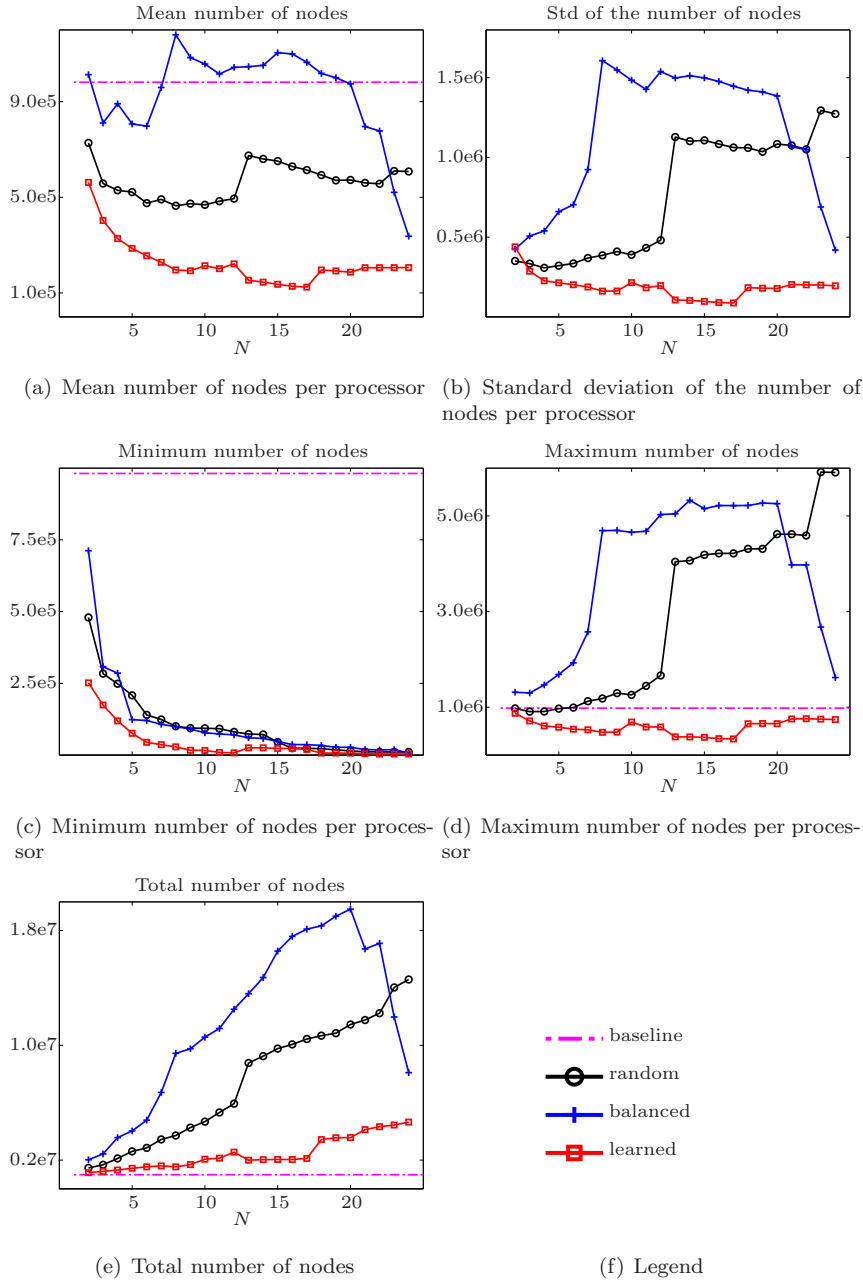 Mean number of nodes
9.0e5
5.0e5
1.0e5
5 10 15 20
N
(a) Mean number of nodes per processor
Std of the number of nodes
1.5e6
1.0e6
0.5e6
5 10 15 20
N
(b) Standard deviation of the number of
nodes per processor
Minimum number of nodes
7.5e5
5.0e5
2.5e5
5 10 15 20
N
(c) Minimum number of nodes per proces-
sor
Maximum number of nodes
5.0e6
3.0e6
1.0e6
5 10 15 20
N
(d) Maximum number of nodes per proces-
sor
Total number of nodes
1.8e7
1.0e7
0.2e7
5 10 15 20
N
(e) Total number of nodes
baseline
random
balanced
learned
(f) Legend